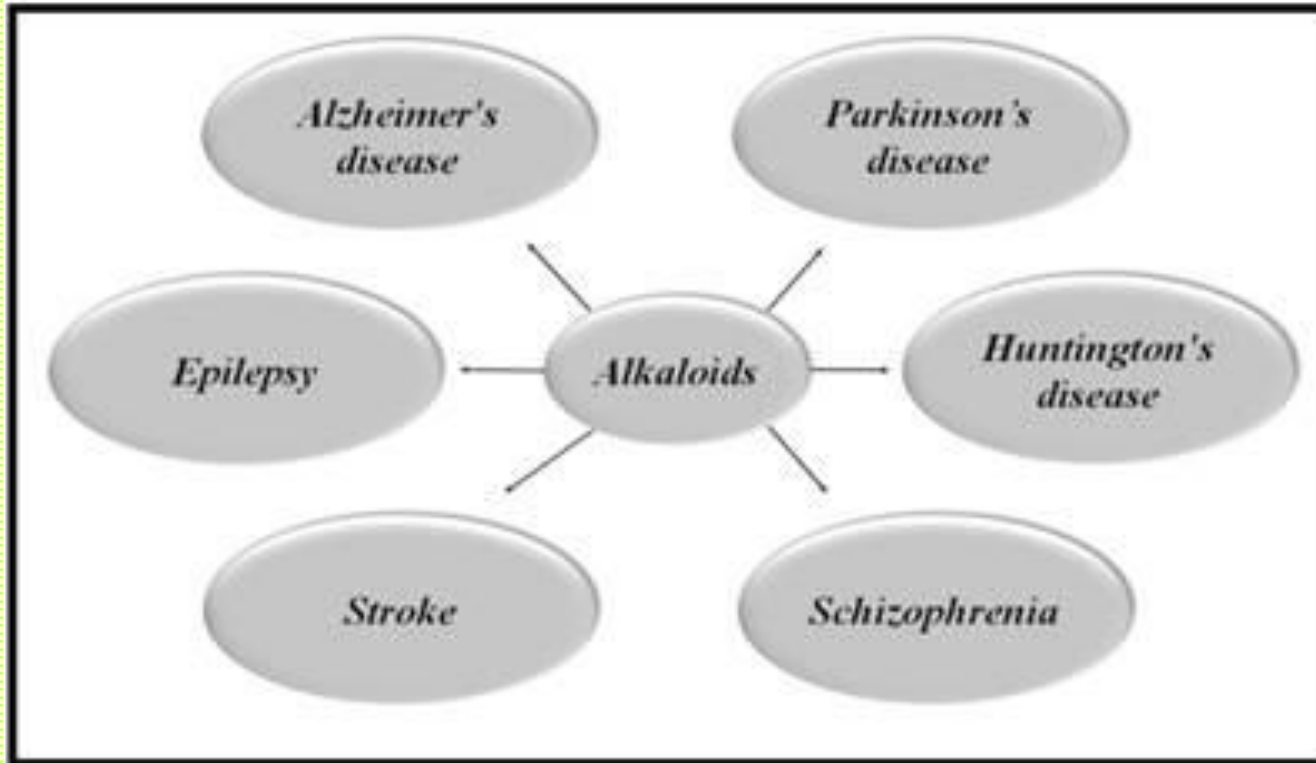 Alzheimer's
disease
Parkinson’s
disease
Epilepsy
Alkaloids
Huntington's
disease
Stroke
Schizophrenia